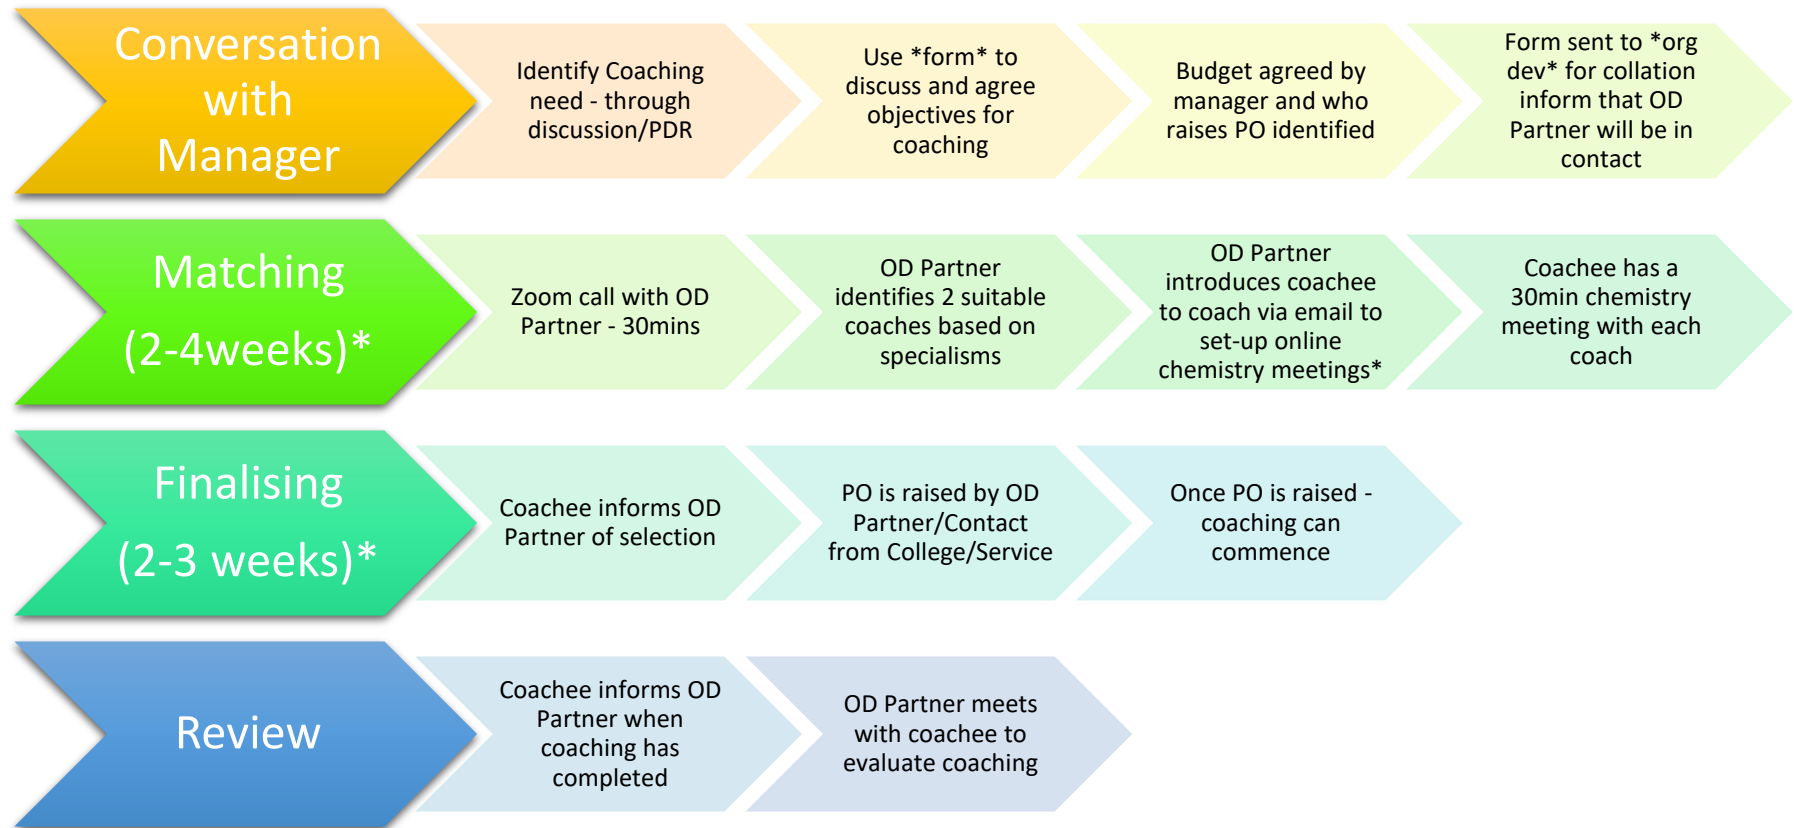 Conversation
with
Manager
Identify Coaching
need - through
discussion/PDR
Use *form* to
discuss and agree
objectives for
coaching
Budget agreed by
manager and who
raises PO identified
Form sent to *org
dev* for collation
inform that OD
Partner will be in
contact
Matching
(2-4weeks)*
Zoom call with OD
Partner - 30mins
OD Partner
identifies 2 suitable
coaches based on
specialisms
OD Partner
introduces coachee
to coach via email to
set-up online
chemistry meetings*
Coachee has a
30min chemistry
meeting with each
coach
Finalising
(2-3 weeks)*
Coachee informs OD
Partner of selection
PO is raised by OD
Partner/Contact
from College/Service
Once PO is raised -
coaching can
commence
Review
Coachee informs OD
Partner when
coaching has
completed
OD Partner meets
with coachee to
evaluate coaching